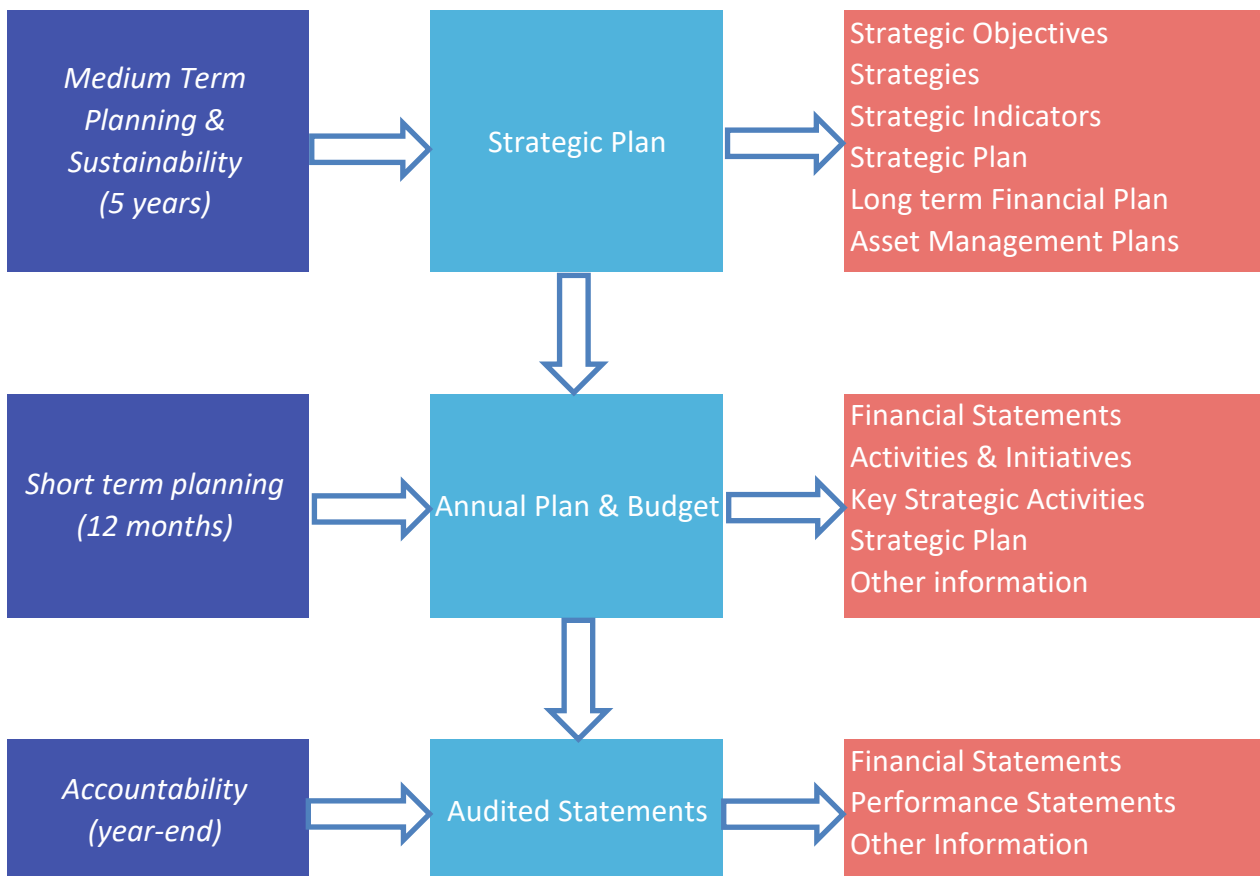 Medium Term
Planning &
Sustainability
(5 years)
Strategic Plan
Strategic Objectives
Strategies
Strategic Indicators
Strategic Plan
Long term Financial Plan
Asset Management Plans
Short term planning
(12 months)
Annual Plan & Budget
Financial Statements
Activities & Initiatives
Key Strategic Activities
Strategic Plan
Other information
Accountability
(year-end)
Audited Statements
Financial Statements
Performance Statements
Other Information